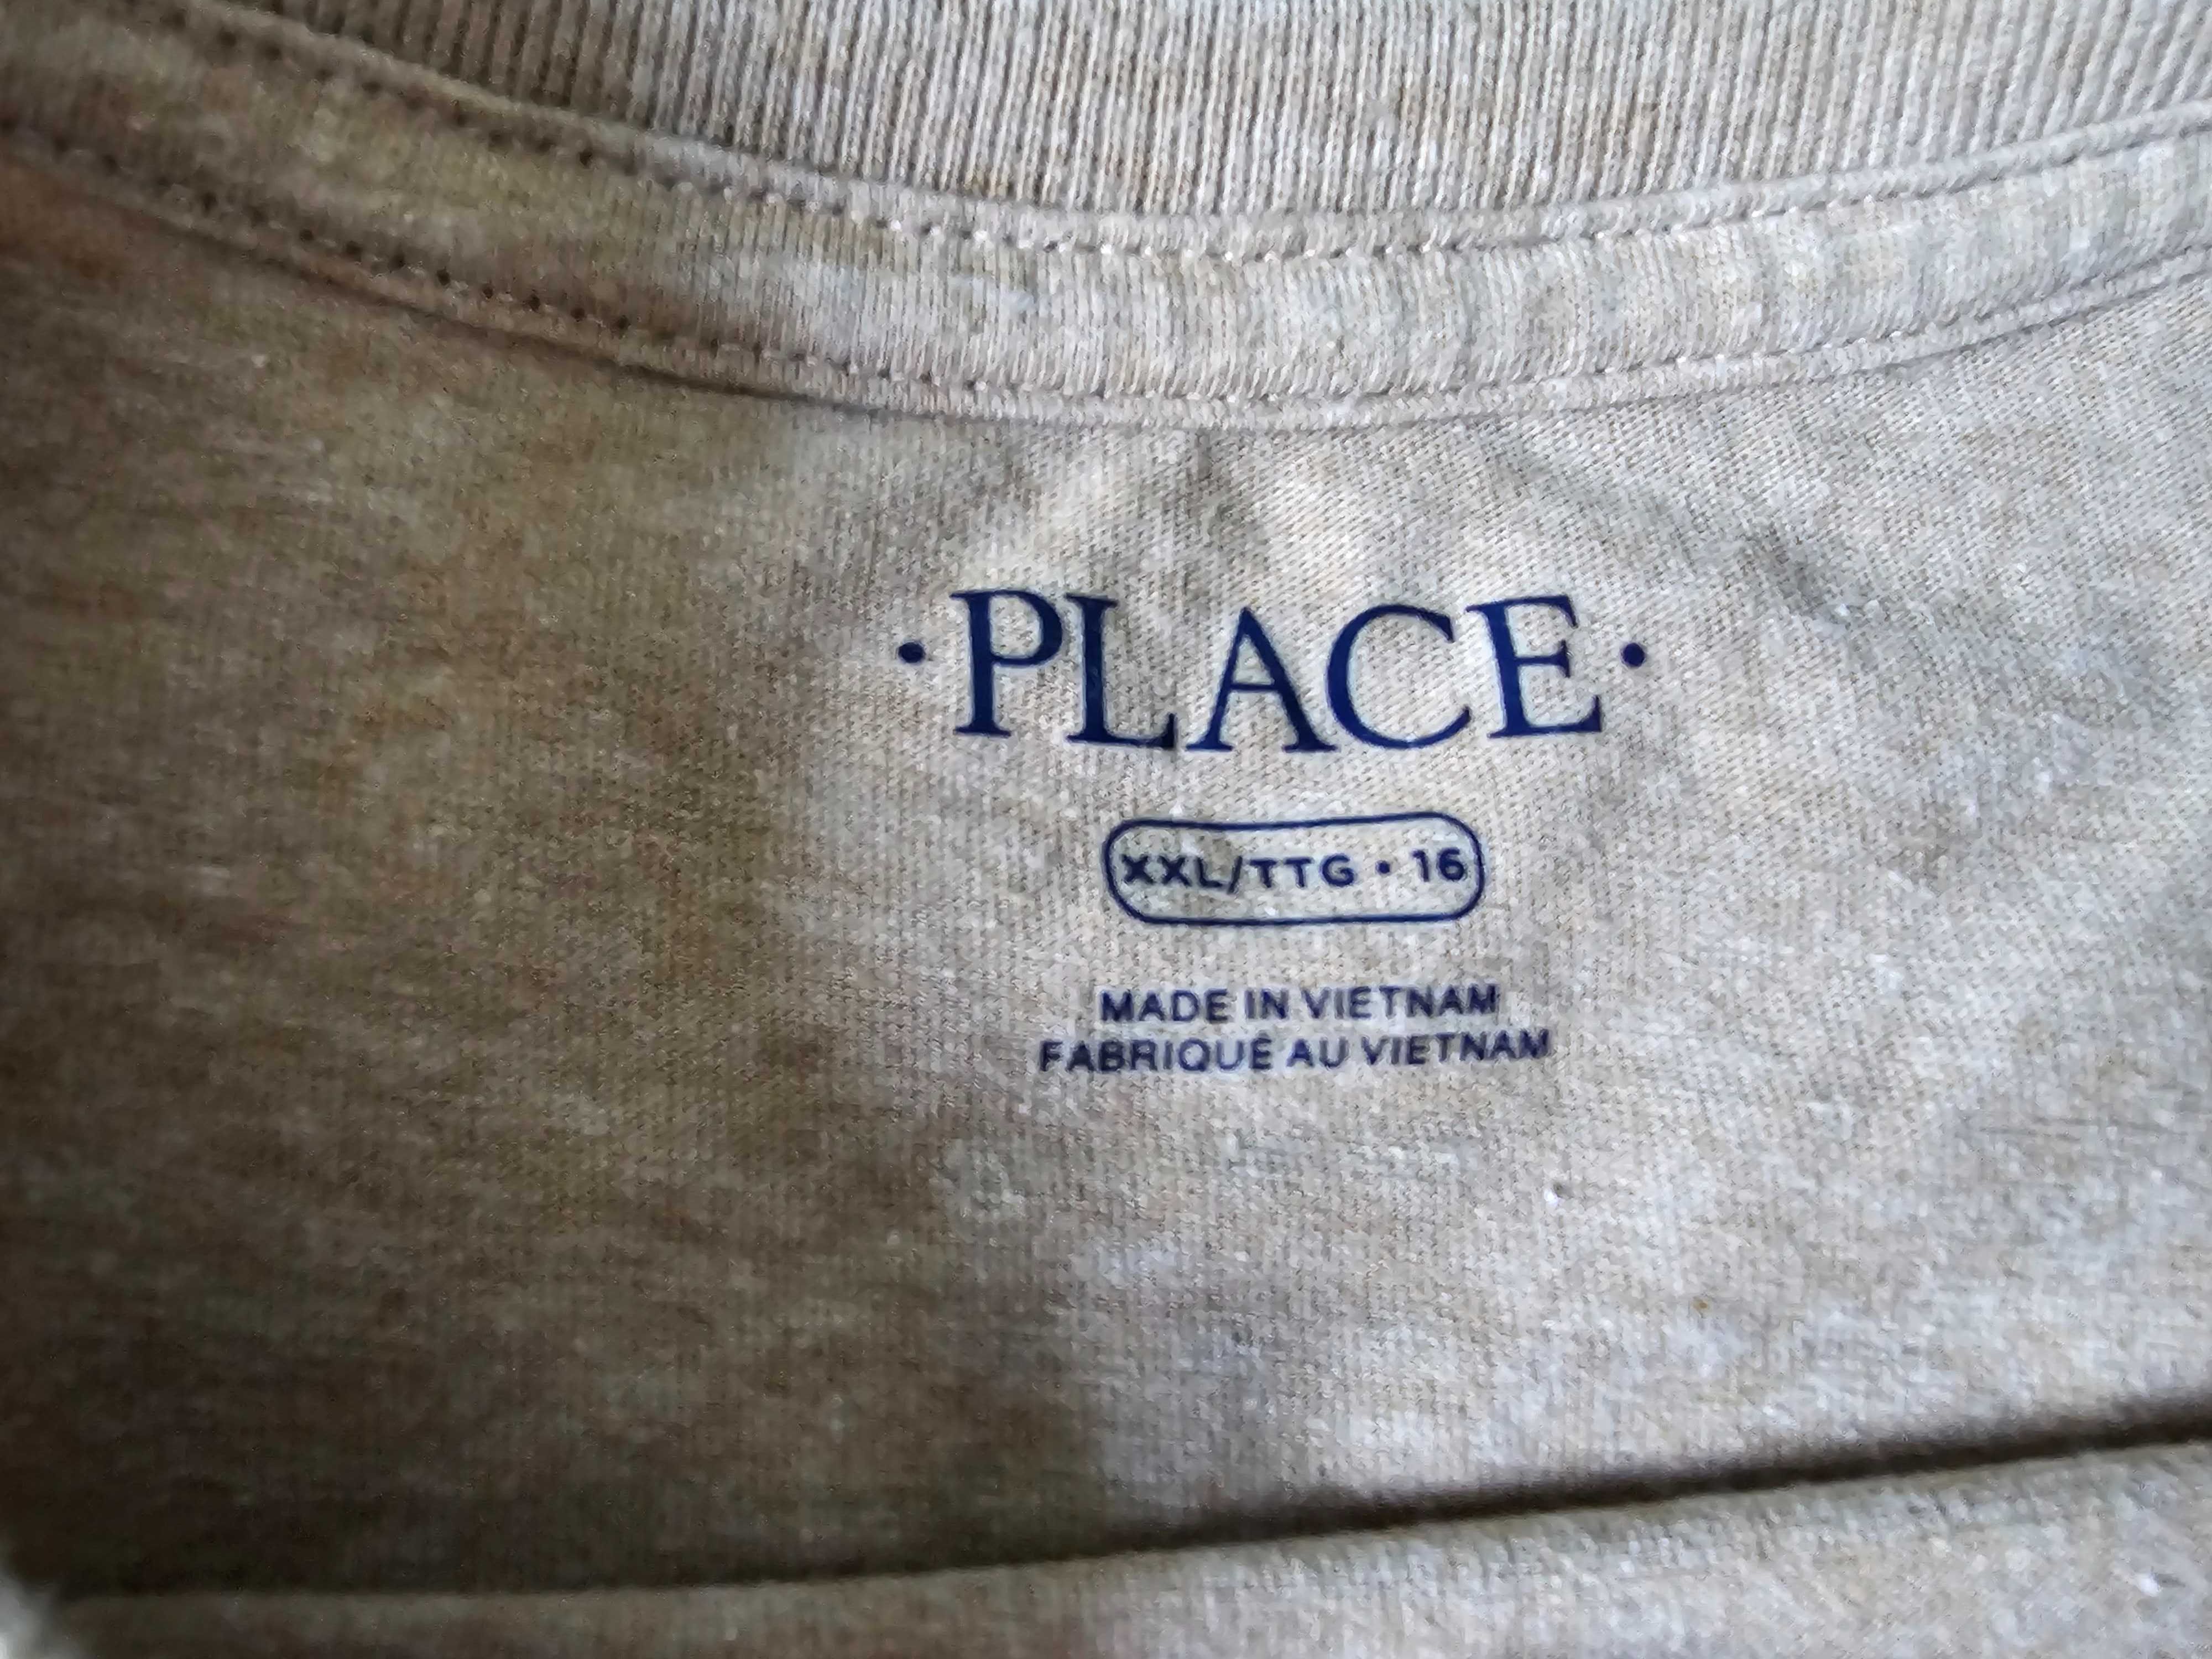 ·PLACE·
XXL/TTG • 16
MADE IN VIETNAM
FABRIQUÉ AU VIETNAM